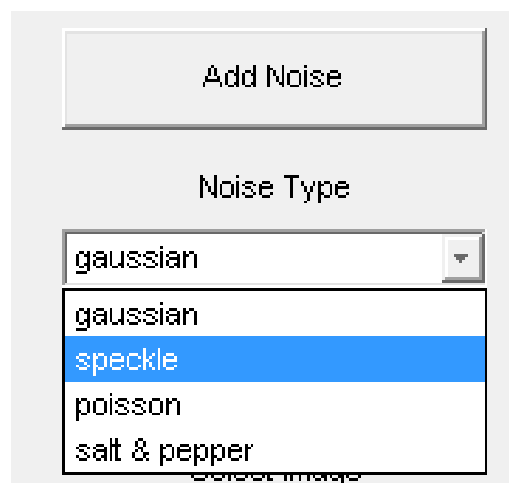 Add Noise
Noise Type
gaussian
gaussian
speckle
poisson
salt & pepper